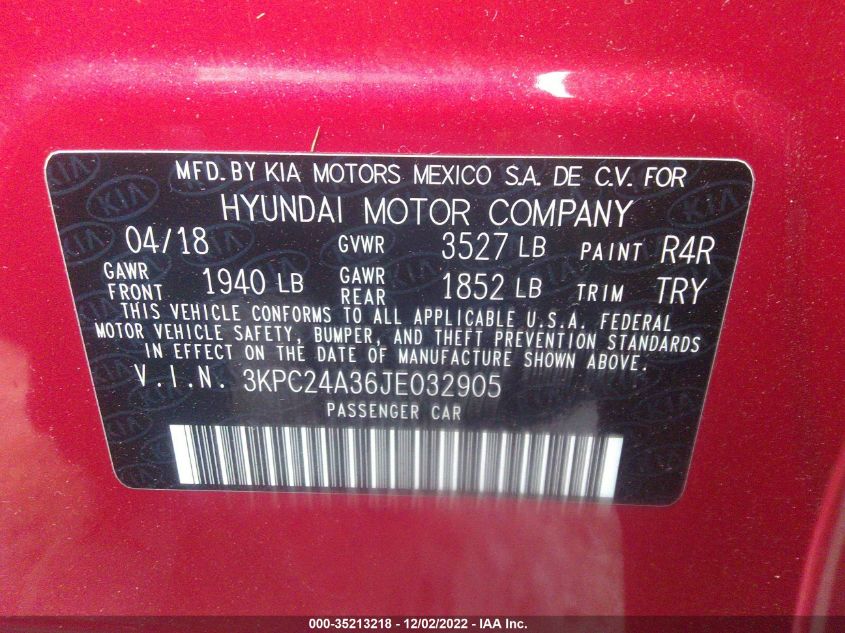 MFD. BY KIA MOTORS MEXICO S.A. DE C.V. FOR
HYUNDAI MOTOR COMPANY
04/18 GVWR 3527 LB PAINT R4R
GAWR FRONT 1940 LB GAWR REAR 1852 LB TRIM TRY
THIS VEHICLE CONFORMS TO ALL APPLICABLE U.S.A. FEDERAL
MOTOR VEHICLE SAFETY, BUMPER, AND THEFT PREVENTION STANDARDS
IN EFFECT ON THE DATE OF MANUFACTURE SHOWN ABOVE.
V.I.N. 3KPC24A36JE032905
PASSENGER CAR
000-35213218 - 12/02/2022 - IAA Inc.